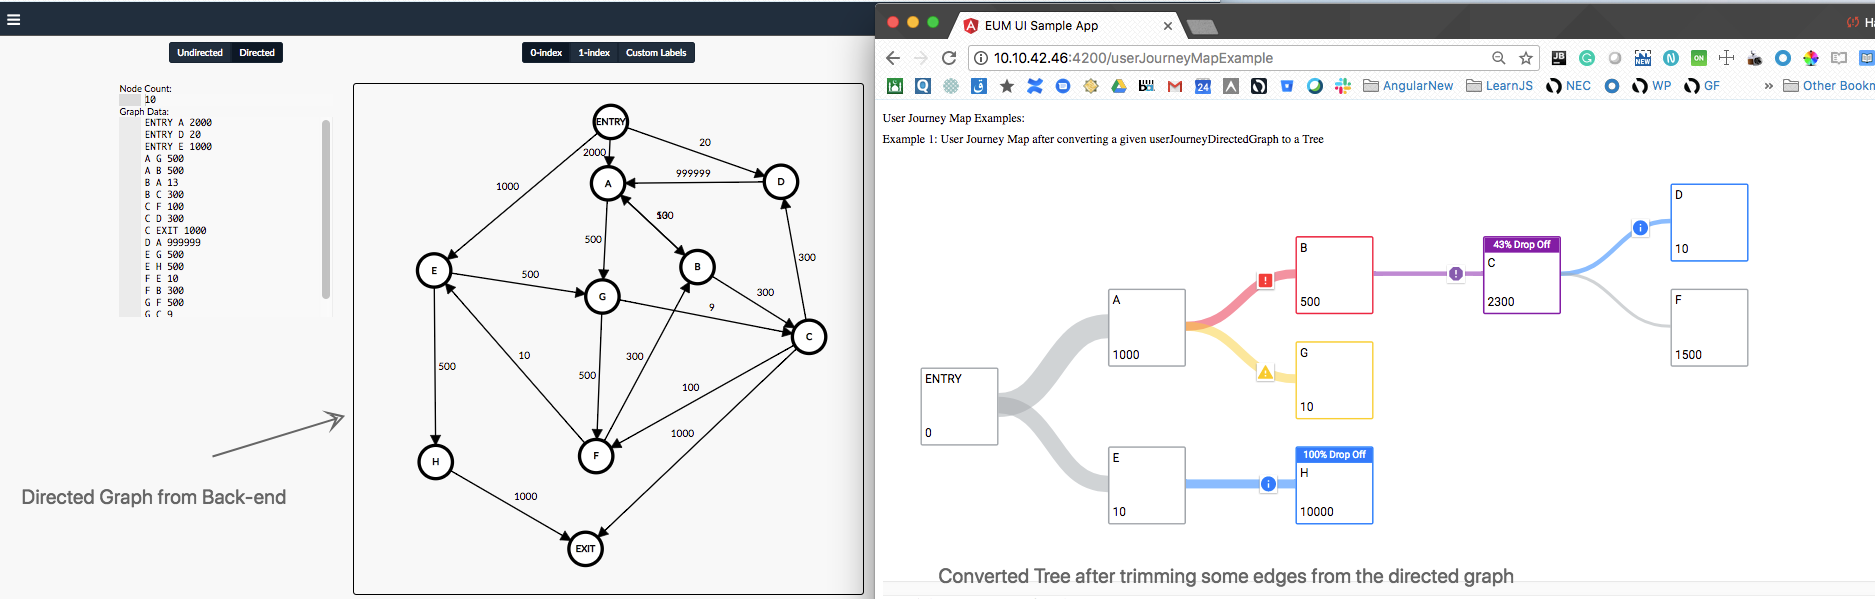 Undirected Directed
0-index 1-index Custom Labels
Node Count:
10
Graph Data:
ENTRY A 2000
ENTRY D 20
ENTRY E 1000
A G 500
A B 500
B A 13
B C 300
C F 100
C D 300
C EXIT 1000
D A 999999
E G 500
E H 500
F E 10
F B 300
G F 500
G C 9
ENTRY
20
2000
999999
D
A
1000
500
B
300
E
500
G
300
9
C
10
300
500
500
100
1000
H
F
1000
EXIT
Directed Graph from Back-end
EUM UI Sample App
10.10.42.46:4200/userJourneyMapExample
AngularNew LearnJS NEC WP GF » Other Bookm
User Journey Map Examples:
Example 1: User Journey Map after converting a given userJourneyDirectedGraph to a Tree
D
10
43% Drop Off
B
C
500
2300
A
F
1000
1500
G
10
ENTRY
0
E
10
100% Drop Off
H
10000
Converted Tree after trimming some edges from the directed graph